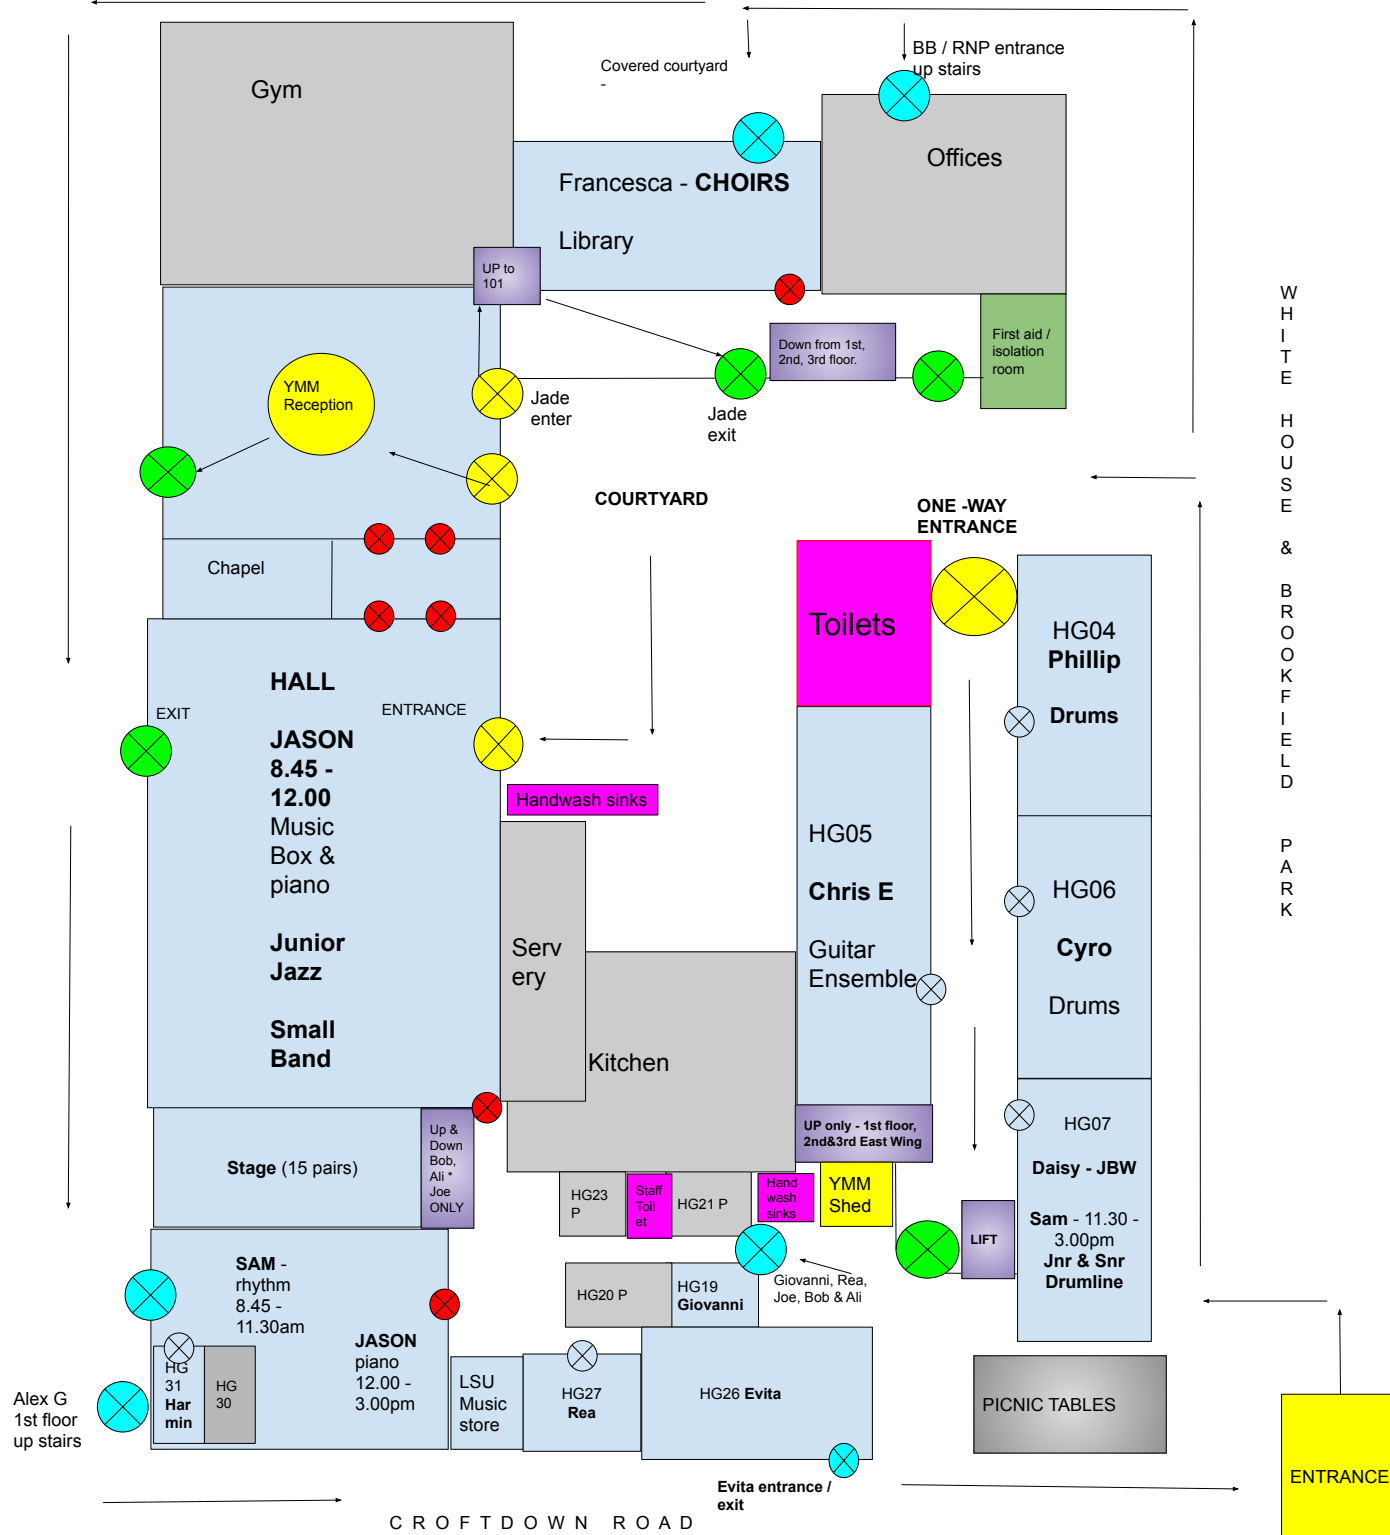 Gym
Covered courtyard
-
BB / RNP entrance
up stairs
Offices
Francesca - CHOIRS
Library
UP to
101
Down from 1st,
2nd, 3rd floor.
First aid /
isolation
room
YMM
Reception
Jade
enter
Jade
exit
COURTYARD
ONE -WAY
ENTRANCE
WHITE HOUSE & BROOKFIELD PARK
Chapel
Toilets
HG04
Phillip
Drums
HALL
EXIT
ENTRANCE
JASON
8.45 -
12.00
Music
Box &
piano
Junior
Jazz
Small
Band
Handwash sinks
HG05
Chris E
Guitar
Ensemble
HG06
Cyro
Drums
Serv
ery
Kitchen
UP only - 1st floor,
2nd&3rd East Wing
HG07
Daisy - JBW
Sam - 11.30 -
3.00pm
Jnr & Snr
Drumline
Stage (15 pairs)
Up &
Down
Bob,
Ali *
Joe
ONLY
HG23
P
Staff
Toil
et
HG21 P
Hand
wash
sinks
YMM
Shed
LIFT
Giovanni, Rea,
Joe, Bob & Ali
SAM -
rhythm
8.45 -
11.30am
HG20 P
HG19
Giovanni
JASON
piano
12.00 -
3.00pm
HG
31
Har
min
HG
30
Alex G
1st floor
up stairs
LSU
Music
store
HG27
Rea
HG26 Evita
PICNIC TABLES
ENTRANCE
Evita entrance /
exit
CROFTDOWN ROAD